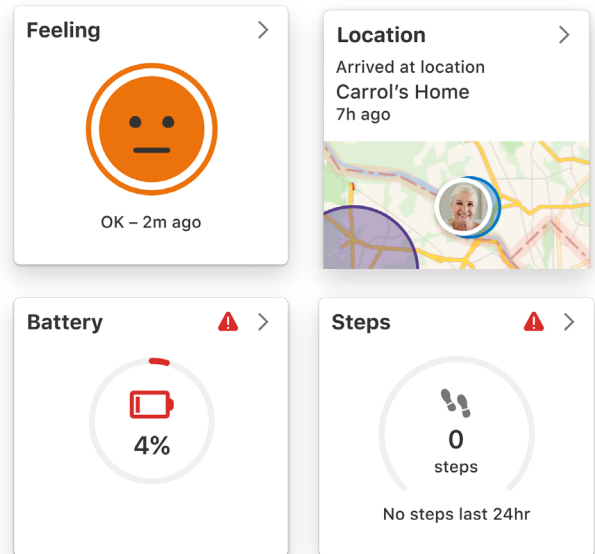 Feeling
OK – 2m ago
Location
Arrived at location
Carrol's Home
7h ago
Battery
4%
Steps
0
steps
No steps last 24hr